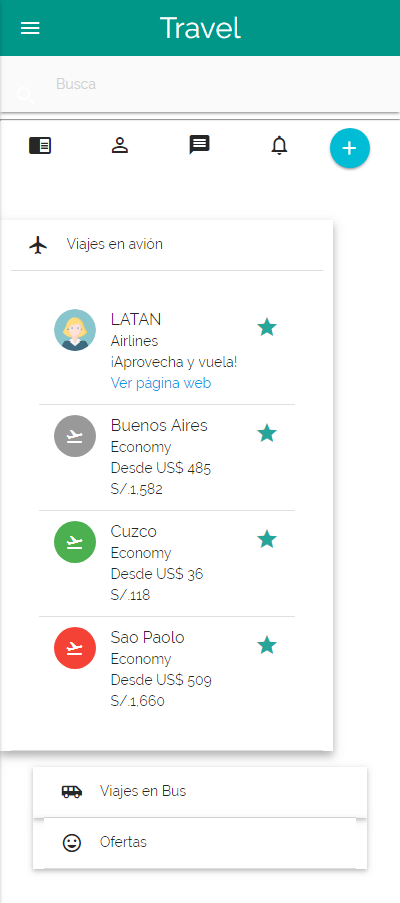 Travel
Busca
Viajes en avión
LATAN
Airlines
¡Aprovecha y vuela!
Ver página web
Buenos Aires
Economy
Desde US$ 485
S/.1,582
Cuzco
Economy
Desde US$ 36
S/.118
Sao Paolo
Economy
Desde US$ 509
S/.1,660
Viajes en Bus
Ofertas